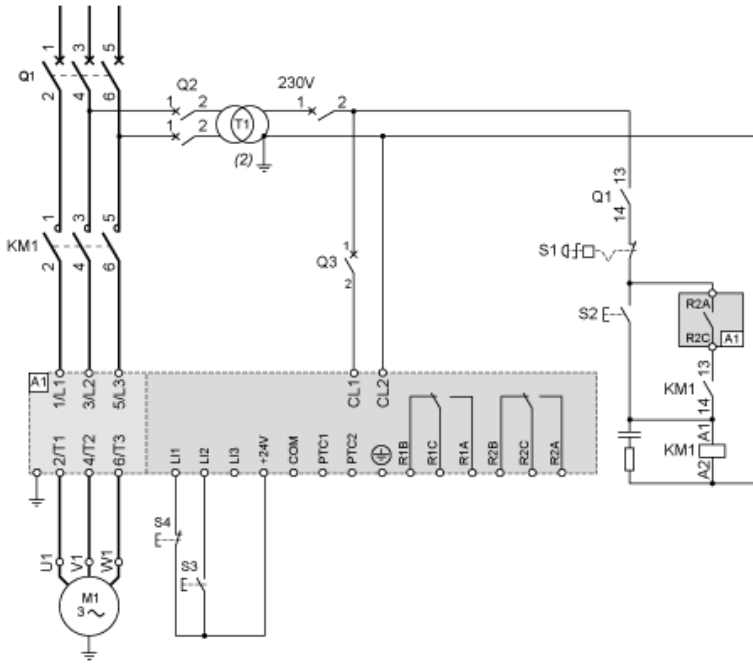 1 3 5
Q1
2 4 6
Q2
1 2
1 2
T1
(2)
230V
1 2
13
Q1
14
S1
1 3 5
KM1
2 4 6
1
Q3
2
S2
R2A
R2C A1
13
KM1
14
A1
KM1
A2
A1
1/L1 3/L2 5/L3
CL1 CL2
2/T1 4/T2 6/T3
LI1 LI2 LI3 +24V COM PTC1 PTC2 R1B R1C R1A R2B R2C R2A
S4
S3
U1 V1 W1
M1
3~